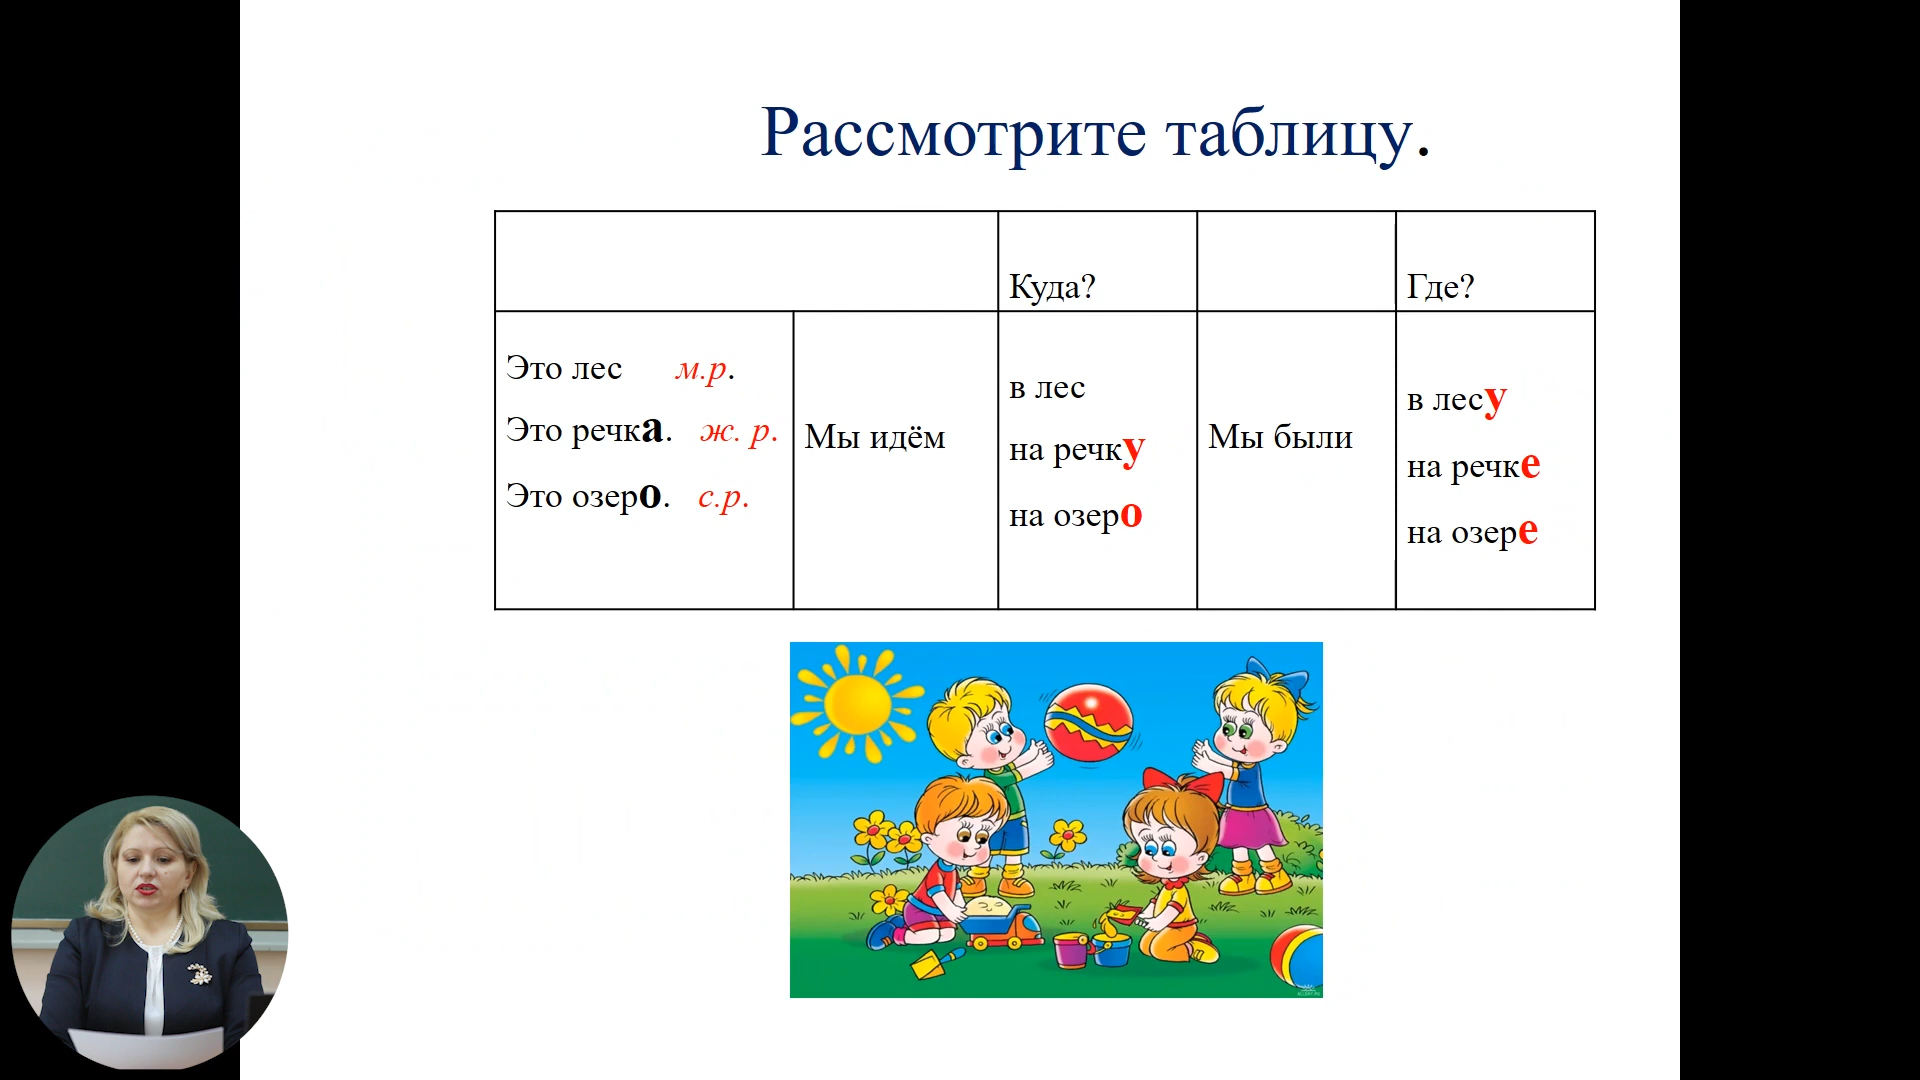 Рассмотрите таблицу.
Куда?
Где?
Это лес м.р.
Это речка. ж. р.
Это озеро. с.р.
Мы идём
в лес
на речку
на озеро
Мы были
в лесу
на речке
на озере